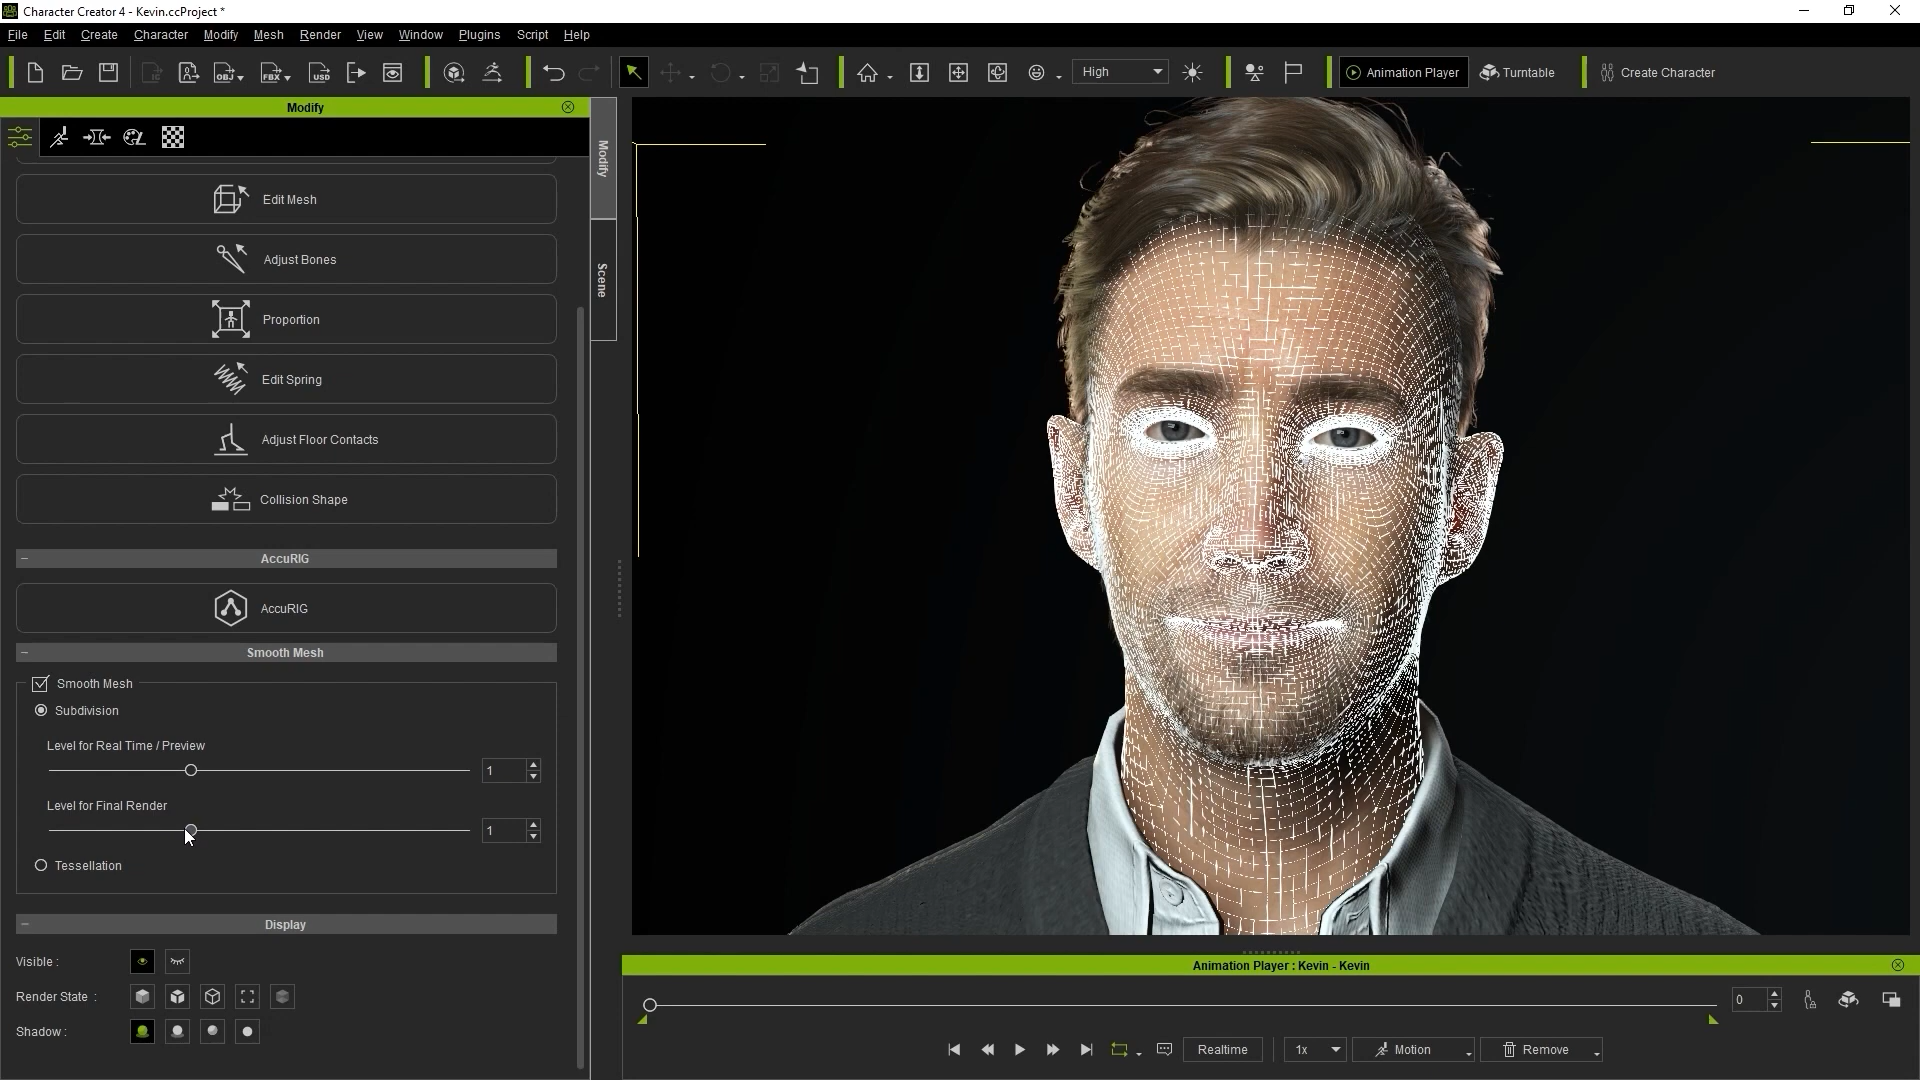 Character Creator 4 - Kevin.ccProject *
File Edit Create Character Modify Mesh Render View Window Plugins Script Help
OBJ FBX USD High Animation Player Turntable Create Character
Modify
Modify
Scene
Edit Mesh
Adjust Bones
Proportion
Edit Spring
Adjust Floor Contacts
Collision Shape
AccuRIG
AccuRIG
Smooth Mesh
Smooth Mesh
Subdivision
Level for Real Time / Preview
1
Level for Final Render
1
Tessellation
Display
Visible :
Render State :
Shadow :
Animation Player : Kevin - Kevin
0
Realtime 1x Motion Remove